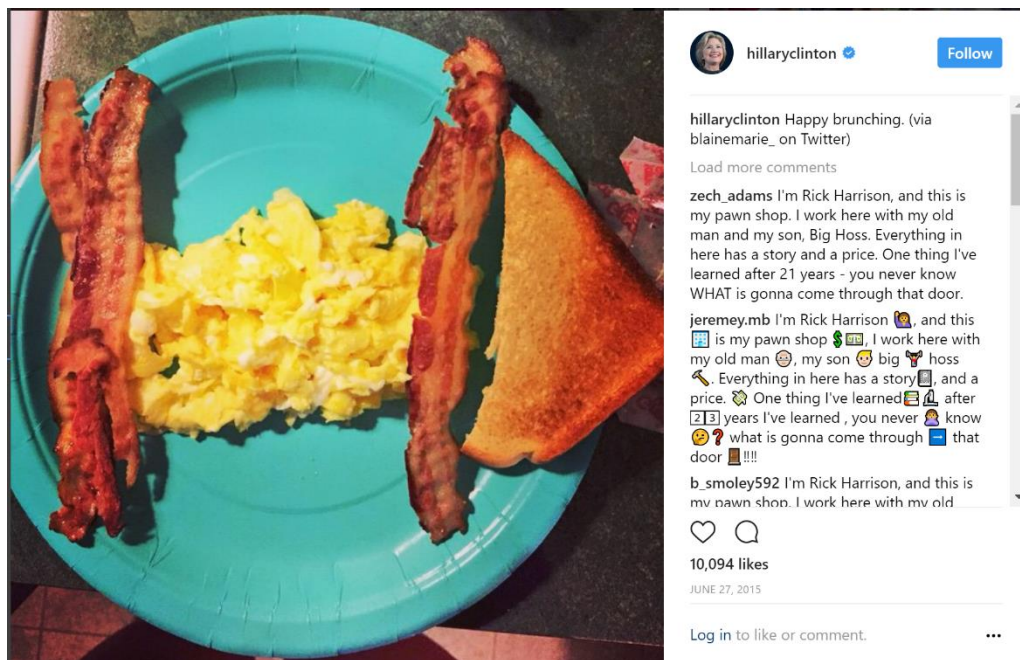 hillaryclinton
Follow
hillaryclinton Happy brunching. (via
blainemarie_ on Twitter)
Load more comments
zech_adams I'm Rick Harrison, and this is
my pawn shop. I work here with my old
man and my son, Big Hoss. Everything in
here has a story and a price. One thing I've
learned after 21 years - you never know
WHAT is gonna come through that door.
jeremey.mb I'm Rick Harrison 🙋, and this
🏢 is my pawn shop 💲💵, I work here with
my old man 👴, my son 👦 big 🏋 hoss
🔨. Everything in here has a story📓, and a
price. 💸 One thing I've learned📚🔬 after
2️⃣3️⃣ years I've learned , you never 🙅 know
🤔❓ what is gonna come through ➡️ that
door 🚪!!!!
b_smoley592 I'm Rick Harrison, and this is
my pawn shop. I work here with my old
10,094 likes
JUNE 27, 2015
Log in to like or comment.